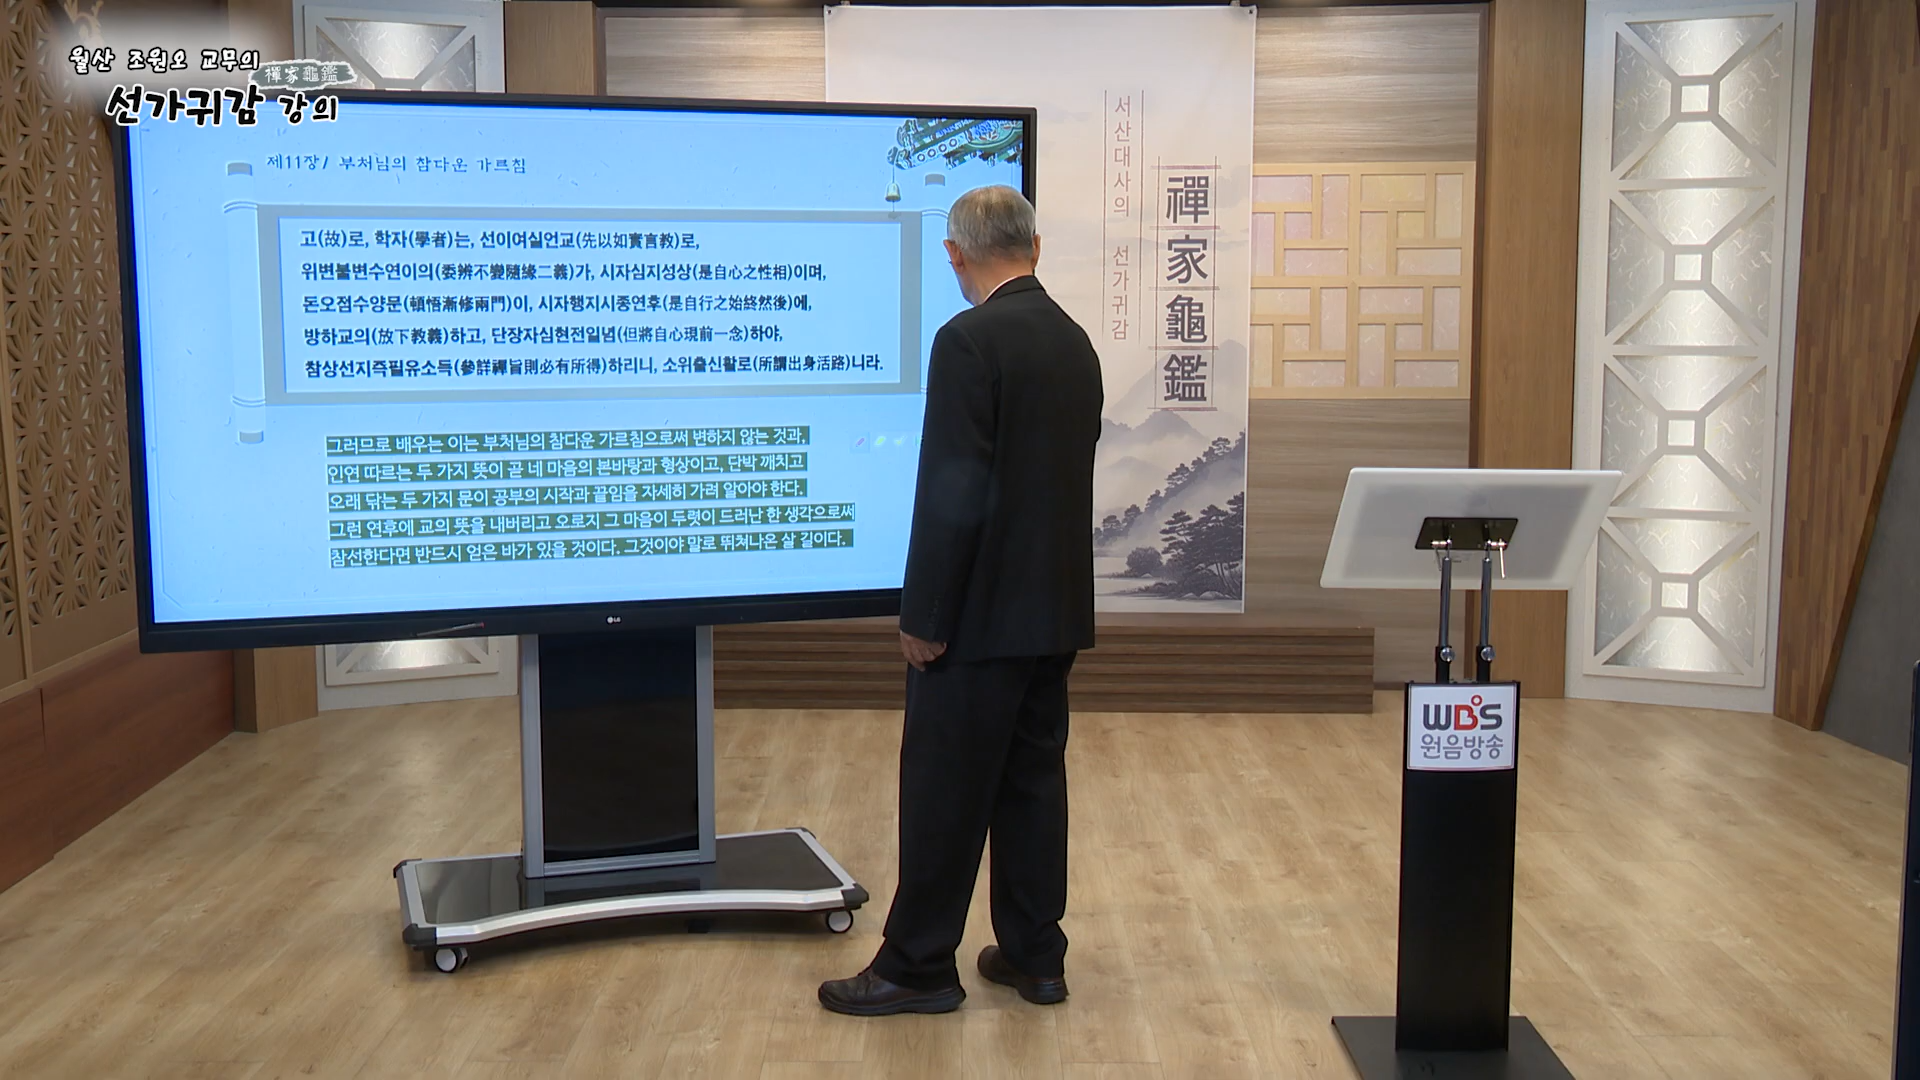 월산 조원오 교무의
禪家龜鑑
선가귀감 강의
제11장/ 부처님의 참다운 가르침
고(故)로, 학자(學者)는, 선이여실언교(先以如實言教)로,
위변불변수연이의(委辨不變隨緣二義)가, 시자심지성상(是自心之性相)이며,
돈오점수양문(頓悟漸修兩門)이, 시자행지시종연후(是自行之始終然後)에,
방하교의(放下教義)하고, 단장자심현전일념(但將自心現前一念)하야,
참상선지즉필유소득(參詳禪旨則必有所得)하리니, 소위출신활로(所謂出身活路)니라.
그러므로 배우는 이는 부처님의 참다운 가르침으로써 변하지 않는 것과,
인연 따르는 두 가지 뜻이 곧 네 마음의 본바탕과 형상이고, 단박 깨치고
오래 닦는 두 가지 문이 공부의 시작과 끝임을 자세히 가려 알아야 한다.
그런 연후에 교의 뜻을 내버리고 오로지 그 마음이 두렷이 드러난 한 생각으로써
참선한다면 반드시 얻은 바가 있을 것이다. 그것이야 말로 뛰쳐나온 살 길이다.
LG
서산대사의 선가귀감
禪家龜鑑
WBS
원음방송